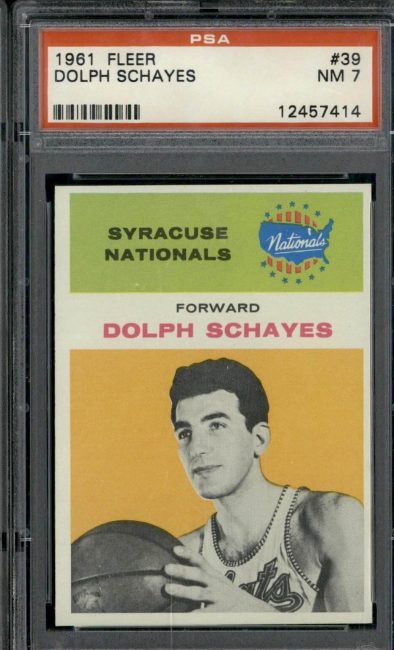 PSA
1961 FLEER #39
DOLPH SCHAYES NM 7
12457414
SYRACUSE
NATIONALS
Nationals
FORWARD
DOLPH SCHAYES